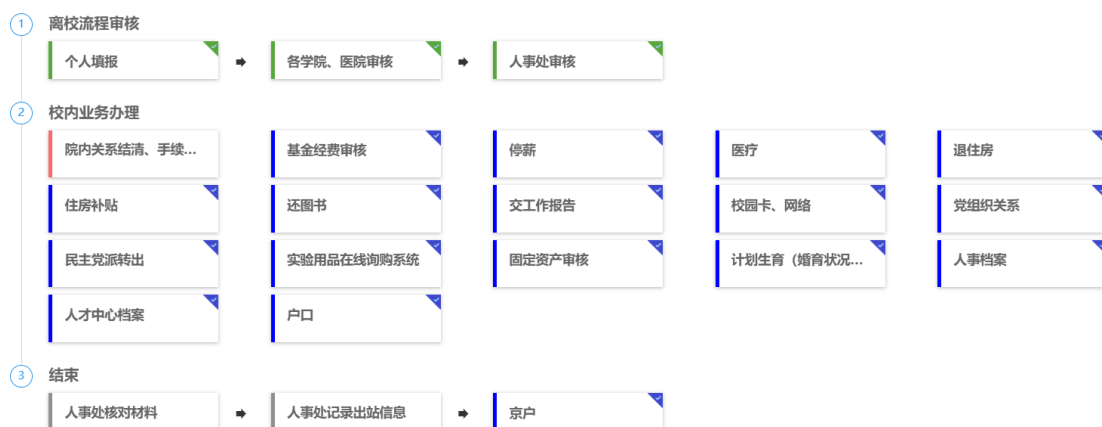 1 离校流程审核
个人填报 各学院、医院审核 人事处审核
2 校内业务办理
院内关系结清、手续... 基金经费审核 停薪 医疗 退住房
住房补贴 还图书 交工作报告 校园卡、网络 党组织关系
民主党派转出 实验用品在线询购系统 固定资产审核 计划生育（婚育状况... 人事档案
人才中心档案 户口
3 结束
人事处核对材料 人事处记录出站信息 京户